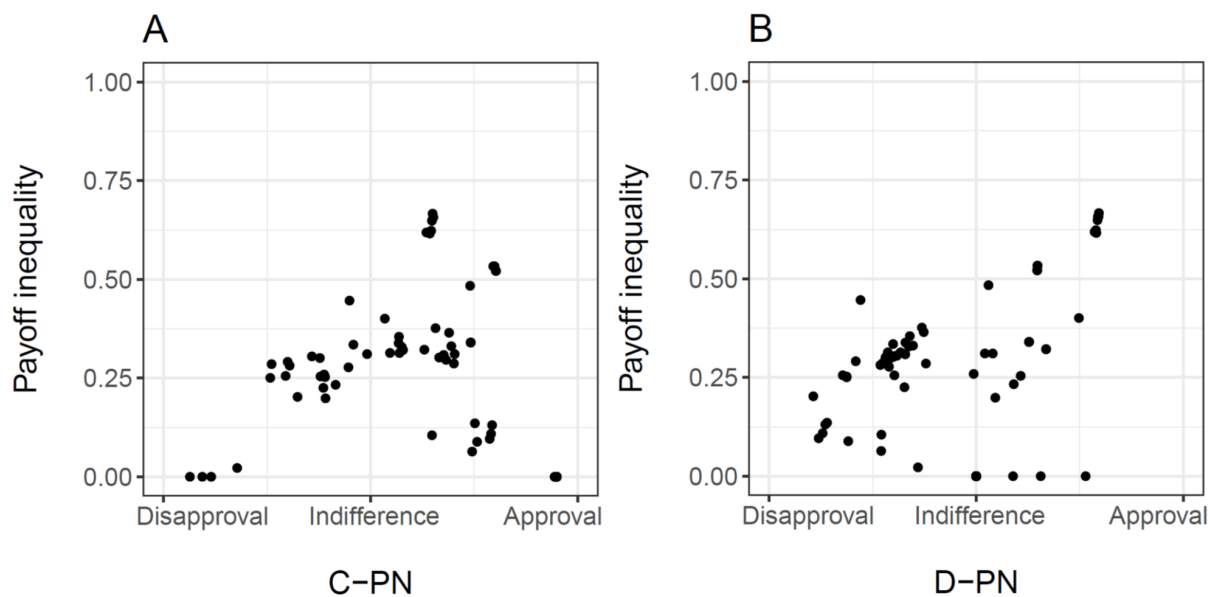 A
Payoff inequality
1.00
0.75
0.50
0.25
0.00
Disapproval Indifference Approval
C−PN
B
Payoff inequality
1.00
0.75
0.50
0.25
0.00
Disapproval Indifference Approval
D−PN